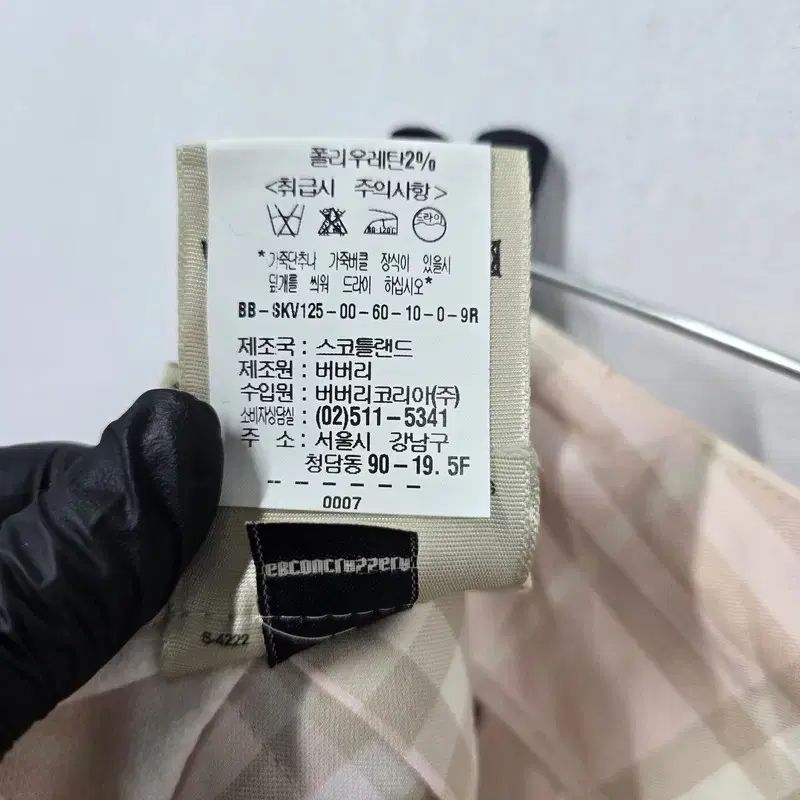 폴리우레탄2%
<취급시 주의사항>
80-120℃ 드라이
*가죽단추나 가죽버클 장식이 있을시
덮개를 씌워 드라이 하십시오*
BB-SKV125-00-60-10-0-9R
제조국 : 스코틀랜드
제조원 : 버버리
수입원 : 버버리코리아(주)
소비자상담실 : (02)511-5341
주 소 : 서울시 강남구
청담동 90-19. 5F
------
0007
S-4222